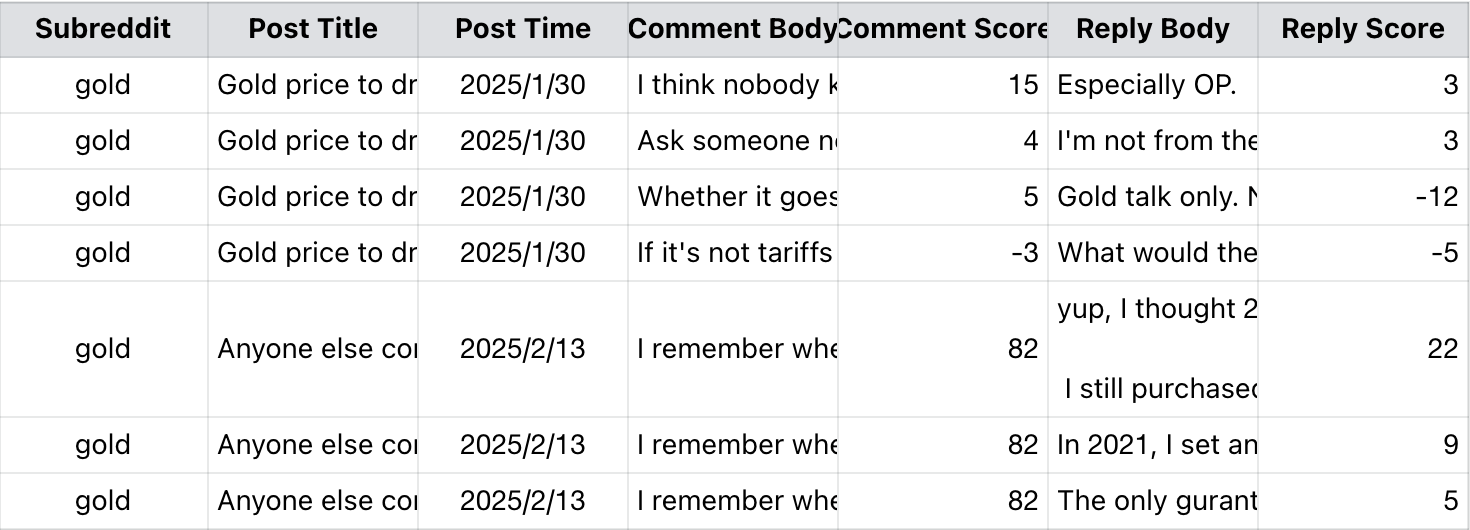 Subreddit Post Title Post Time Comment Body Comment Score Reply Body Reply Score
gold Gold price to dr 2025/1/30 I think nobody k 15 Especially OP. 3
gold Gold price to dr 2025/1/30 Ask someone n 4 I'm not from the 3
gold Gold price to dr 2025/1/30 Whether it goes 5 Gold talk only. N -12
gold Gold price to dr 2025/1/30 If it's not tariffs -3 What would the -5
yup, I thought 2
gold Anyone else co 2025/2/13 I remember whe 82 22
I still purchased
gold Anyone else co 2025/2/13 I remember whe 82 In 2021, I set an 9
gold Anyone else co 2025/2/13 I remember whe 82 The only gurant 5